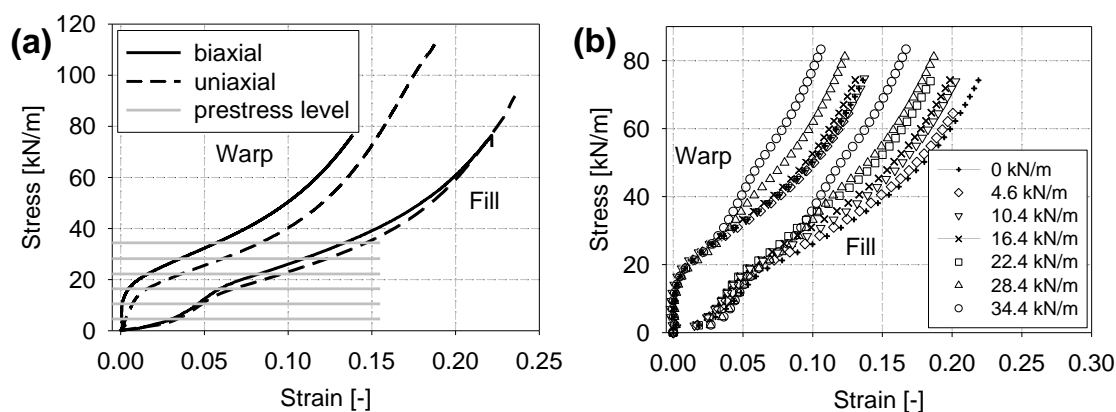 (a)
120
100
80
60
40
20
0
Stress [kN/m]
biaxial
uniaxial
prestress level
Warp
Fill
0.00 0.05 0.10 0.15 0.20 0.25
Strain [-]
(b)
80
60
40
20
0
Stress [kN/m]
Warp
Fill
0 kN/m
4.6 kN/m
10.4 kN/m
16.4 kN/m
22.4 kN/m
28.4 kN/m
34.4 kN/m
0.00 0.05 0.10 0.15 0.20 0.25 0.30
Strain [-]